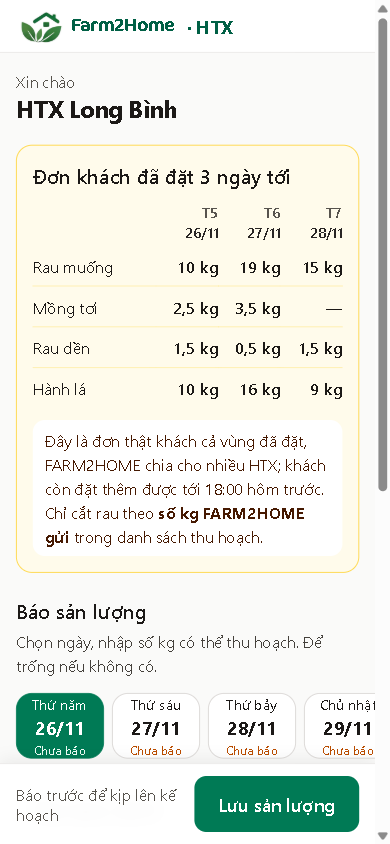 Farm2Home · HTX
Xin chào
HTX Long Bình
Đơn khách đã đặt 3 ngày tới
T5 T6 T7
26/11 27/11 28/11
Rau muống 10 kg 19 kg 15 kg
Mồng tơi 2,5 kg 3,5 kg —
Rau dền 1,5 kg 0,5 kg 1,5 kg
Hành lá 10 kg 16 kg 9 kg
Đây là đơn thật khách cả vùng đã đặt,
FARM2HOME chia cho nhiều HTX; khách
còn đặt thêm được tới 18:00 hôm trước.
Chỉ cắt rau theo số kg FARM2HOME
gửi trong danh sách thu hoạch.
Báo sản lượng
Chọn ngày, nhập số kg có thể thu hoạch. Để
trống nếu không có.
Thứ năm Thứ sáu Thứ bảy Chủ nhật
26/11 27/11 28/11 29/11
Chưa báo Chưa báo Chưa báo Chưa báo
Báo trước để kịp lên kế
hoạch
Lưu sản lượng